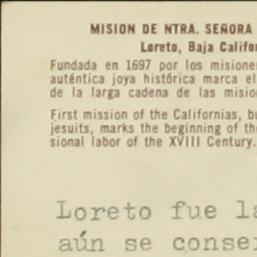 MISION DE NTRA. SEÑORA
Loreto, Baja Califor
Fundada en 1697 por los misione
auténtica joya histórica marca el
de la larga cadena de las misio
First mission of the Californias, bu
jesuits, marks the beginning of the
sional labor of the XVIII Century.
Loreto fue la
aún se conser